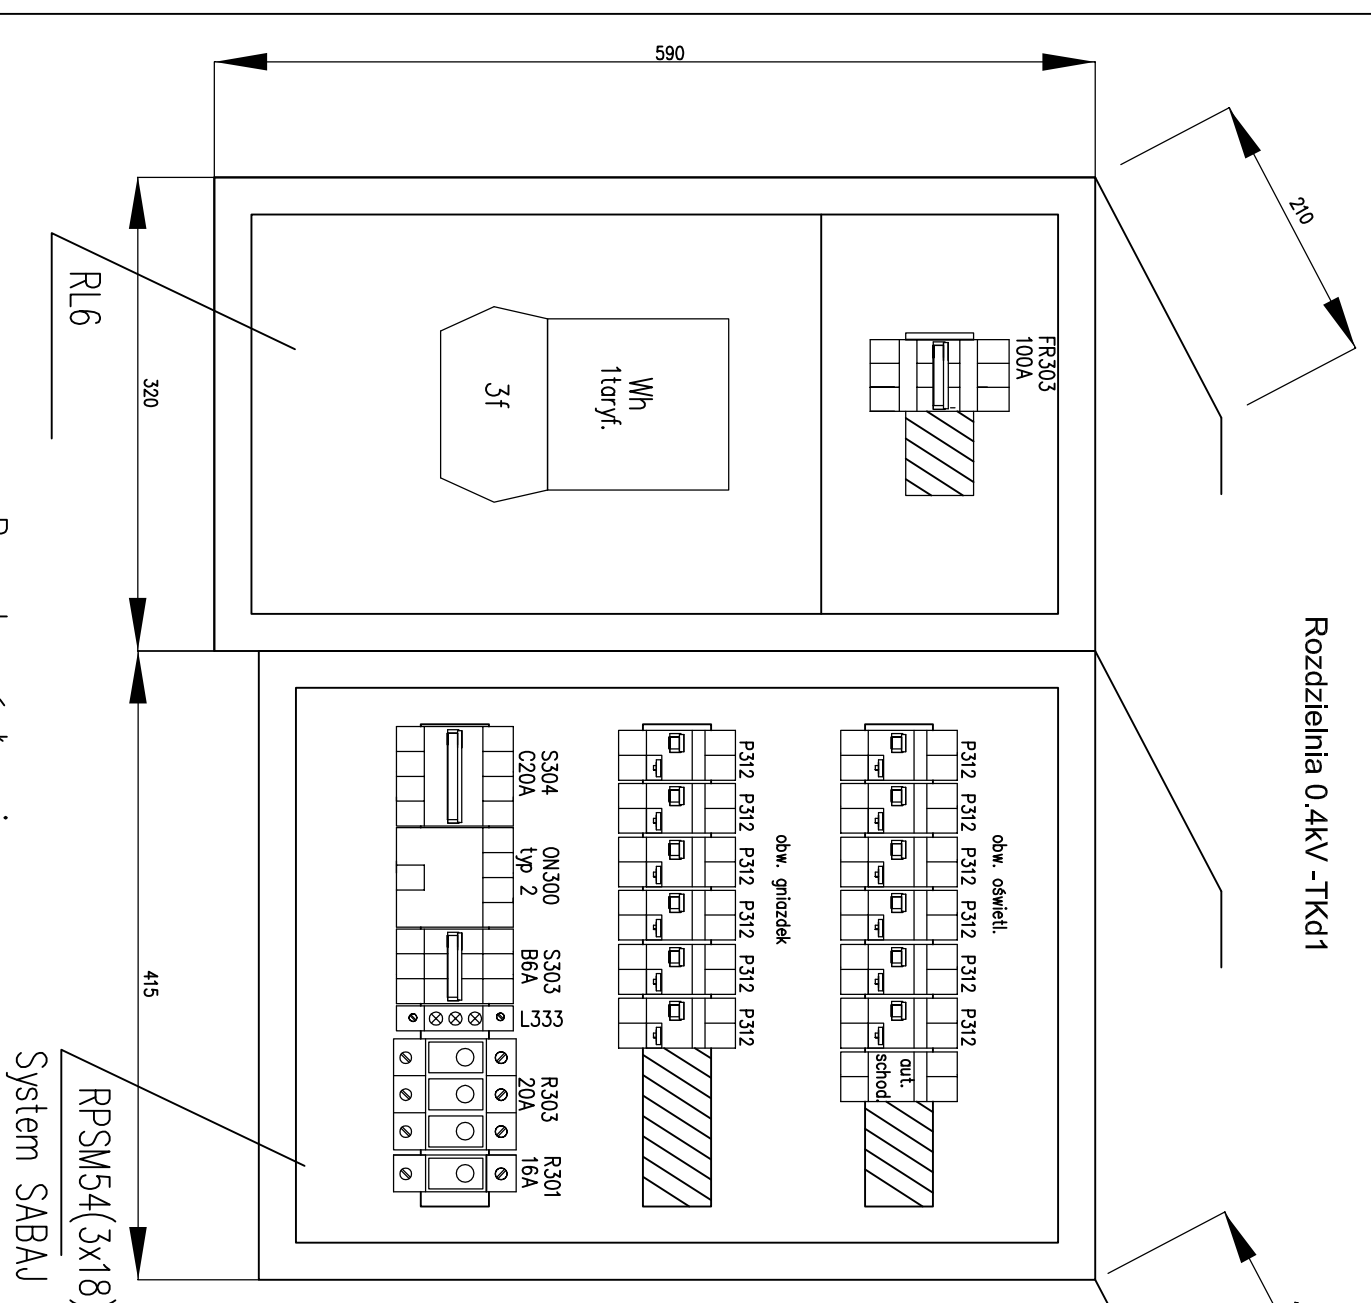 Rozdzielnia 0.4kV -TKd1
590
210
320
415
FR303
100A
Wh
1taryf.
3f
RL6
P312
P312
P312
P312
P312
P312
aut.
schod.
obw. oświetl.
P312
P312
P312
P312
P312
P312
obw. gniazdek
S304
C20A
ON300
typ 2
S303
B6A
L333
R303
20A
R301
16A
RPSM54(3x18)
System SABAJ